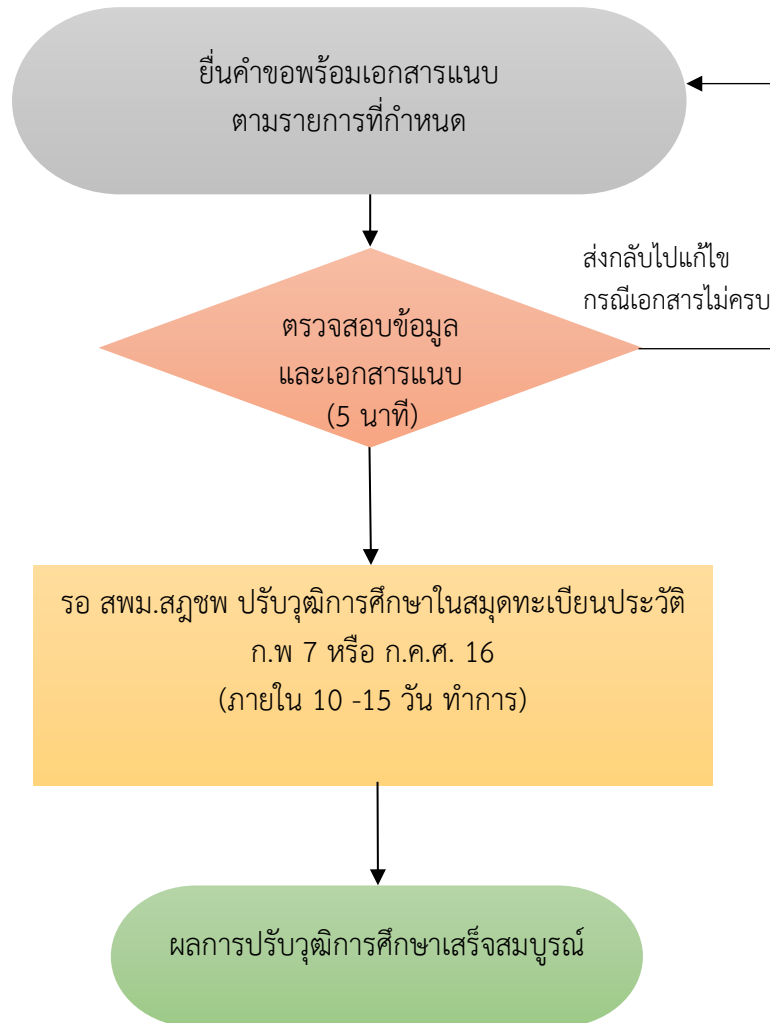 ยื่นคำขอพร้อมเอกสารแนบ
ตามรายการที่กำหนด
ส่งกลับไปแก้ไข
กรณีเอกสารไม่ครบ
ตรวจสอบข้อมูล
และเอกสารแนบ
(5 นาที)
รอ สพม.สฎชพ ปรับวุฒิการศึกษาในสมุดทะเบียนประวัติ
ก.พ 7 หรือ ก.ค.ศ. 16
(ภายใน 10 -15 วัน ทำการ)
ผลการปรับวุฒิการศึกษาเสร็จสมบูรณ์